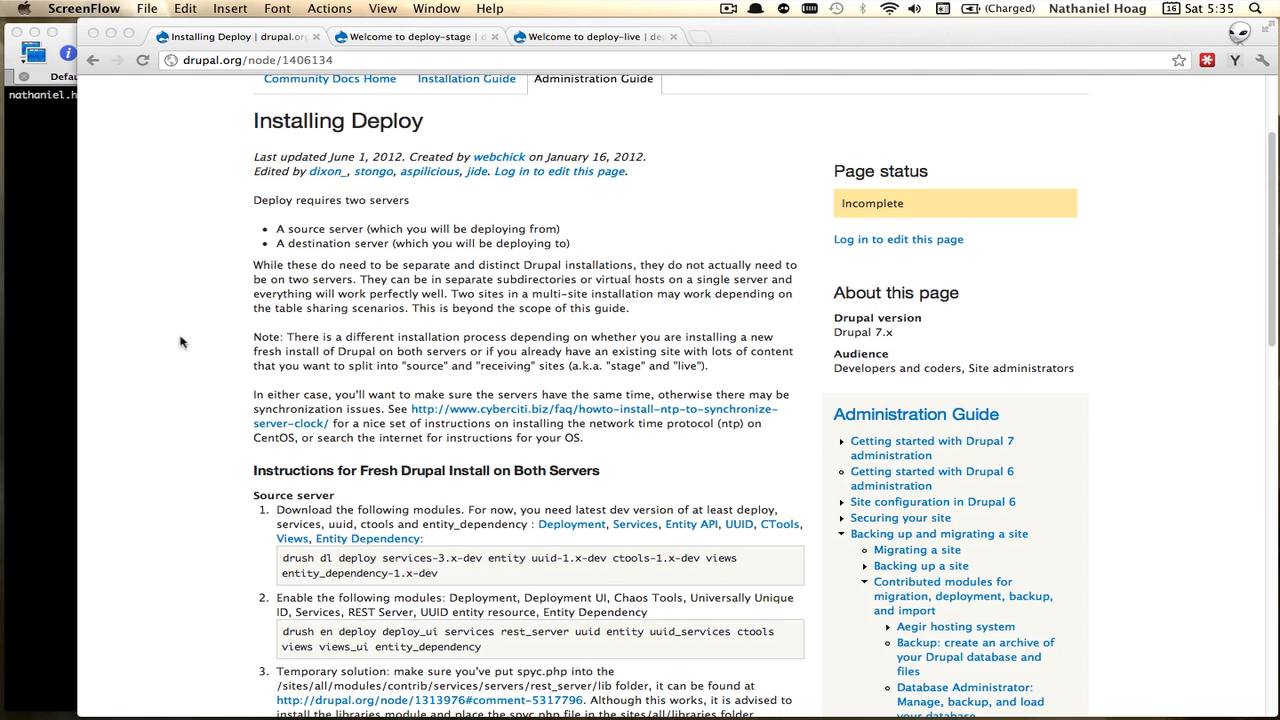 ScreenFlow File Edit Insert Font Actions View Window Help (Charged) Nathaniel Hoag 16 Sat 5:35
Installing Deploy | drupal.or Welcome to deploy-stage | d Welcome to deploy-live | de
drupal.org/node/1406134
Defau
nathaniel.h
Community Docs Home Installation Guide Administration Guide
Installing Deploy
Last updated June 1, 2012. Created by webchick on January 16, 2012.
Edited by dixon_, stongo, aspilicious, jide. Log in to edit this page.
Deploy requires two servers
• A source server (which you will be deploying from)
• A destination server (which you will be deploying to)
While these do need to be separate and distinct Drupal installations, they do not actually need to
be on two servers. They can be in separate subdirectories or virtual hosts on a single server and
everything will work perfectly well. Two sites in a multi-site installation may work depending on
the table sharing scenarios. This is beyond the scope of this guide.
Note: There is a different installation process depending on whether you are installing a new
fresh install of Drupal on both servers or if you already have an existing site with lots of content
that you want to split into "source" and "receiving" sites (a.k.a. "stage" and "live").
In either case, you'll want to make sure the servers have the same time, otherwise there may be
synchronization issues. See http://www.cyberciti.biz/faq/howto-install-ntp-to-synchronize-
server-clock/ for a nice set of instructions on installing the network time protocol (ntp) on
CentOS, or search the internet for instructions for your OS.
Instructions for Fresh Drupal Install on Both Servers
Source server
1. Download the following modules. For now, you need latest dev version of at least deploy,
services, uuid, ctools and entity_dependency : Deployment, Services, Entity API, UUID, CTools,
Views, Entity Dependency:
drush dl deploy services-3.x-dev entity uuid-1.x-dev ctools-1.x-dev views
entity_dependency-1.x-dev
2. Enable the following modules: Deployment, Deployment UI, Chaos Tools, Universally Unique
ID, Services, REST Server, UUID entity resource, Entity Dependency
drush en deploy deploy_ui services rest_server uuid entity uuid_services ctools
views views_ui entity_dependency
3. Temporary solution: make sure you've put spyc.php into the
/sites/all/modules/contrib/services/servers/rest_server/lib folder, it can be found at
http://drupal.org/node/1313976#comment-5317796. Although this works, it is advised to
install the libraries module and place the spyc.php file in the sites/all/libraries folder
Page status
Incomplete
Log in to edit this page
About this page
Drupal version
Drupal 7.x
Audience
Developers and coders, Site administrators
Administration Guide
Getting started with Drupal 7
administration
Getting started with Drupal 6
administration
Site configuration in Drupal 6
Securing your site
Backing up and migrating a site
Migrating a site
Backing up a site
Contributed modules for
migration, deployment, backup,
and import
Aegir hosting system
Backup: create an archive of
your Drupal database and
files
Database Administrator:
Manage, backup, and load
your database